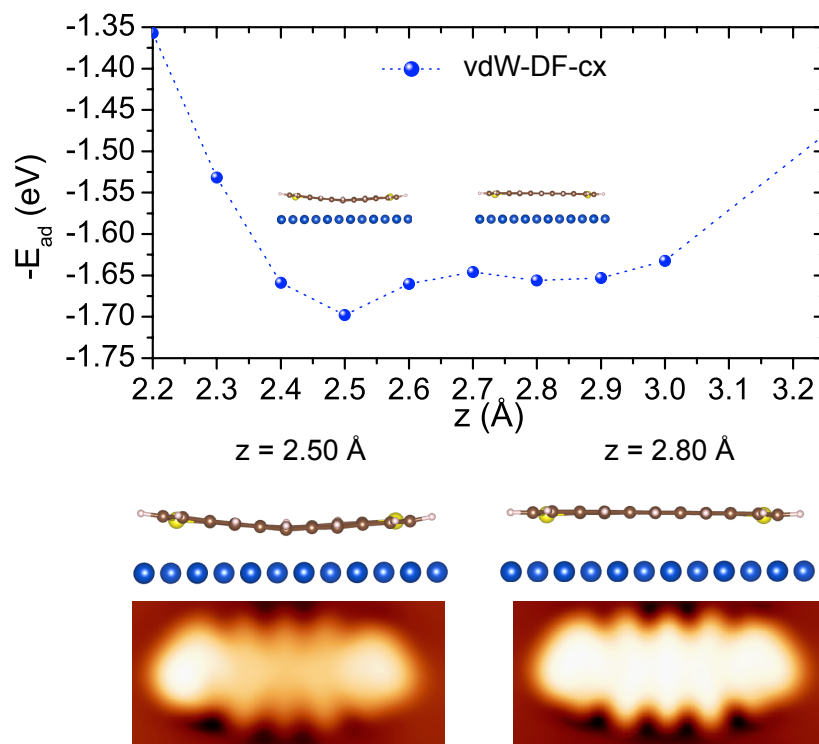 -1.35
-1.40
-1.45
-1.50
-1.55
-1.60
-1.65
-1.70
-1.75
-E_ad (eV)
vdW-DF-cx
2.2 2.3 2.4 2.5 2.6 2.7 2.8 2.9 3.0 3.1 3.2
z (Å)
z = 2.50 Å z = 2.80 Å